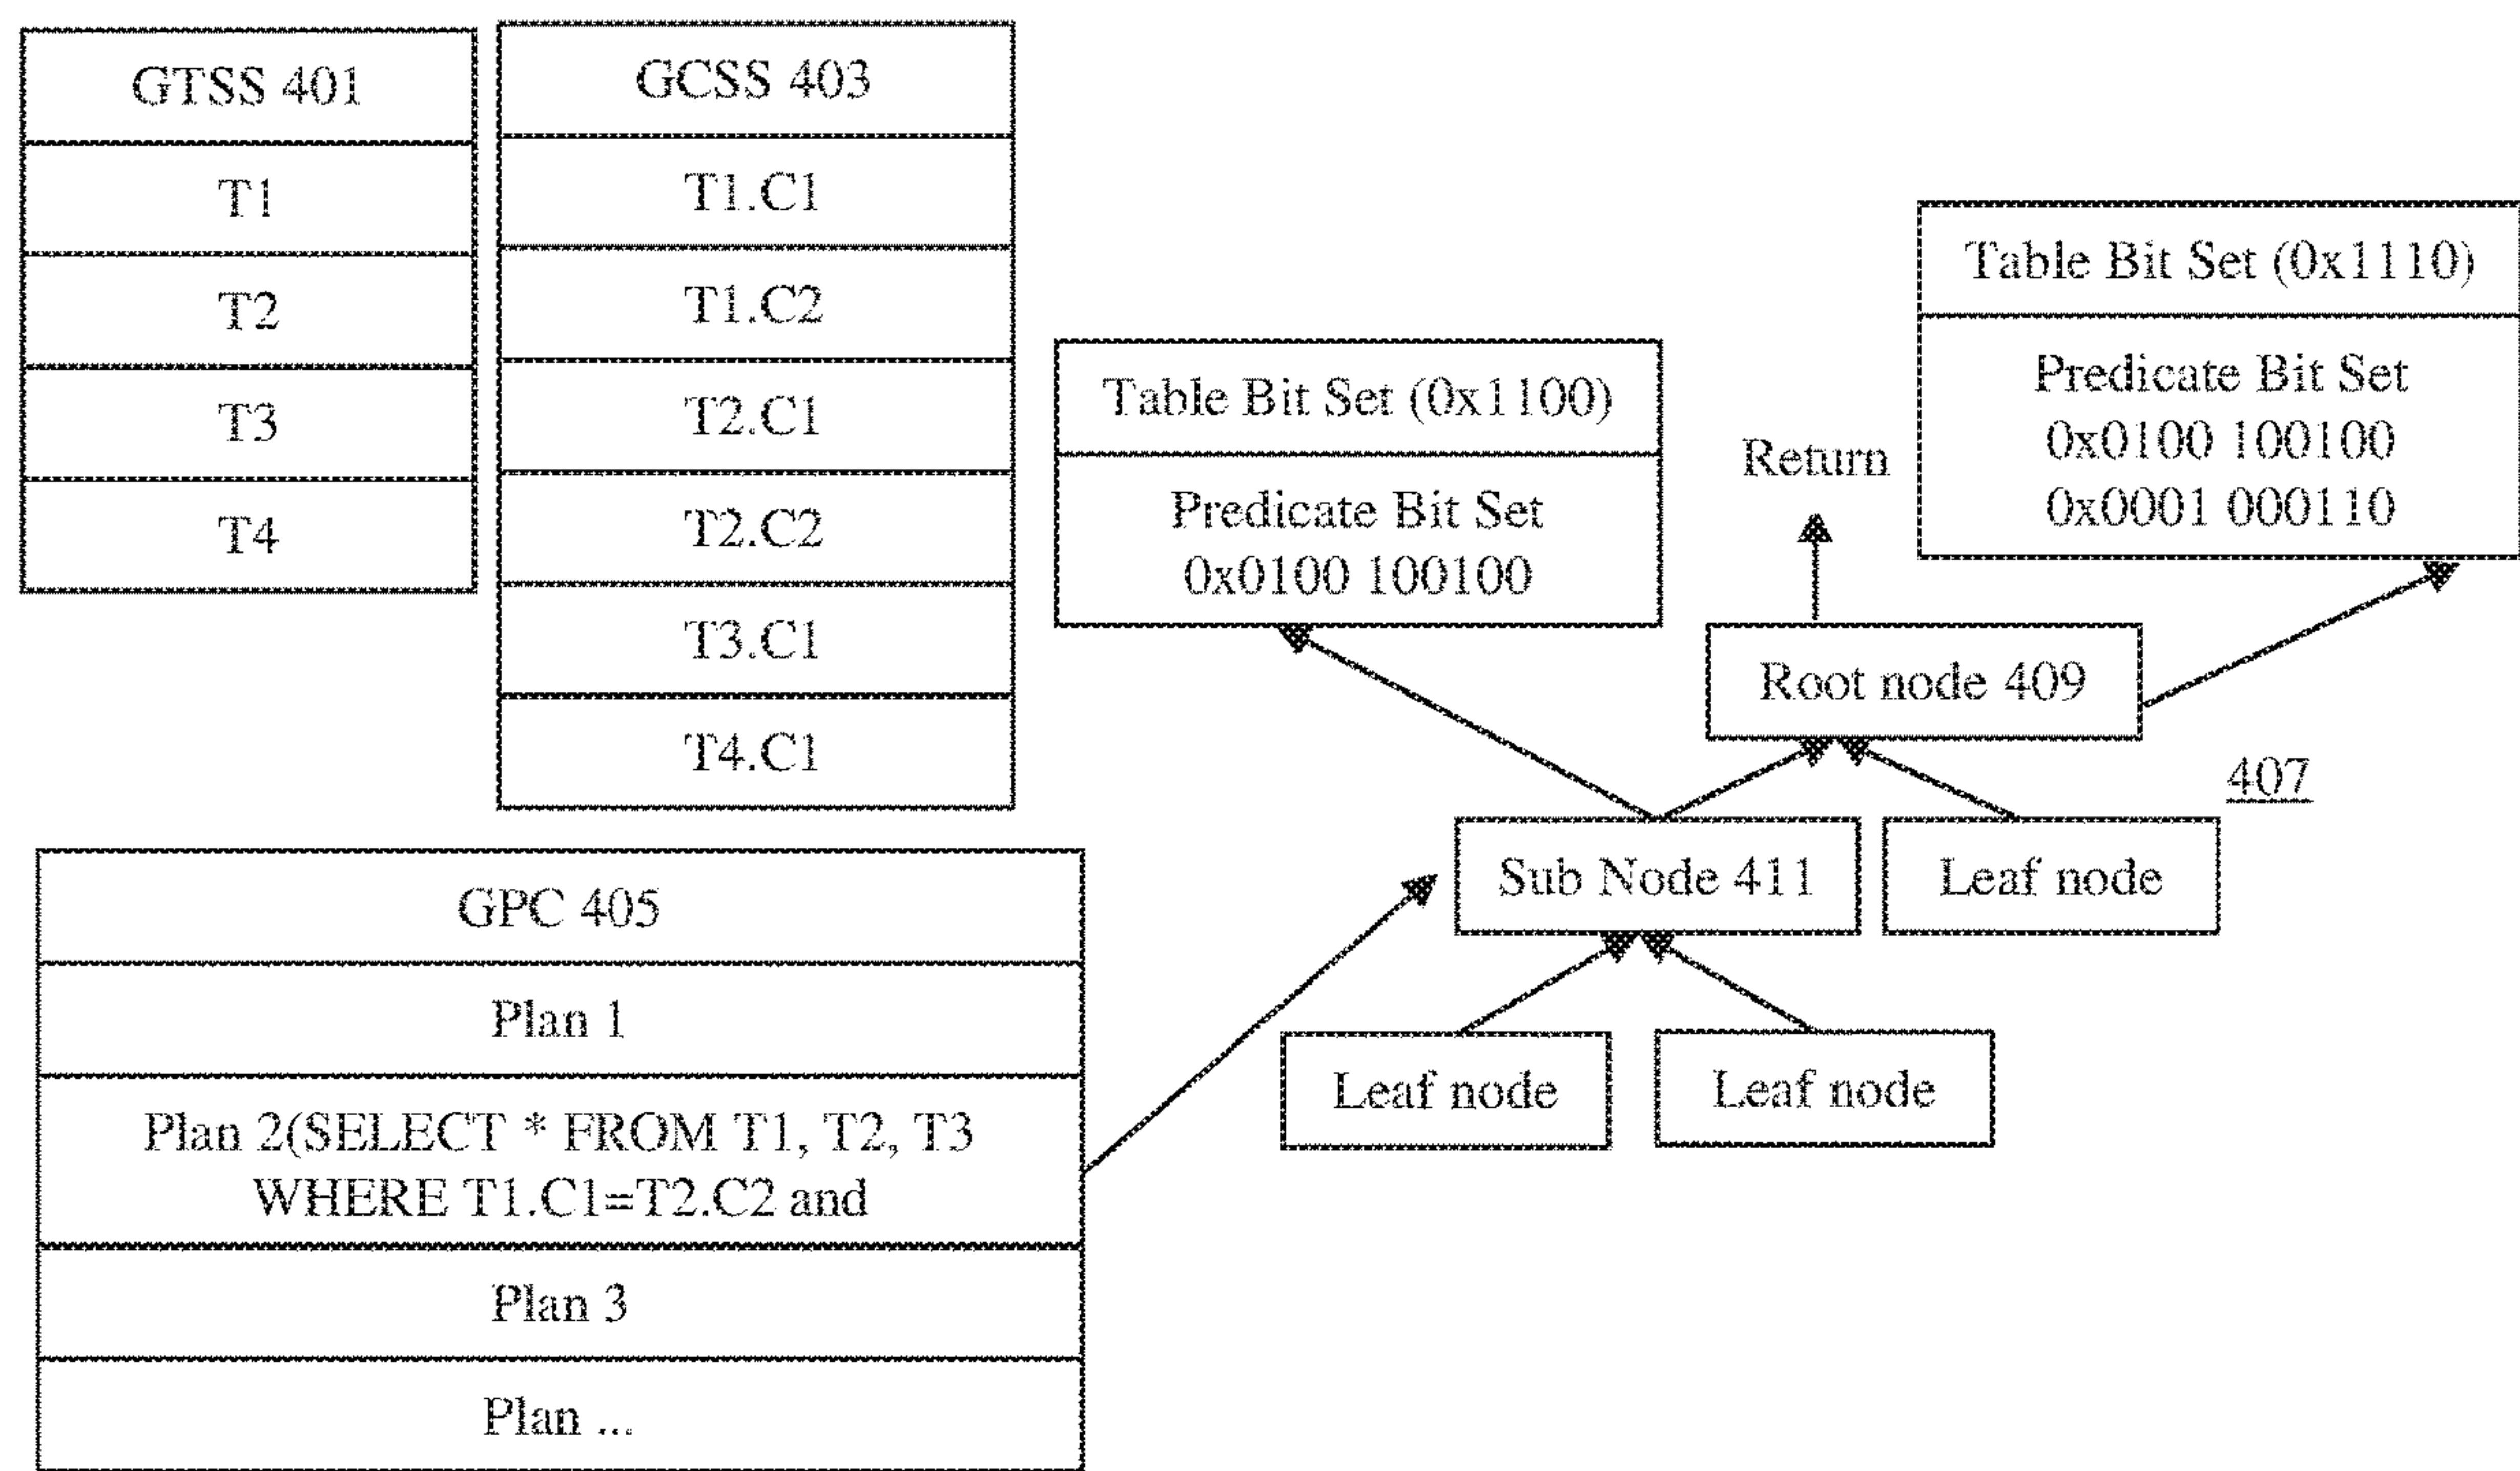 GTSS 401
T1
T2
T3
T4
GCSS 403
T1.C1
T1.C2
T2.C1
T2.C2
T3.C1
T4.C1
Table Bit Set (0x1100)
Predicate Bit Set
0x0100 100100
Return
Table Bit Set (0x1110)
Predicate Bit Set
0x0100 100100
0x0001 000110
Root node 409
407
Sub Node 411
Leaf node
Leaf node
Leaf node
GPC 405
Plan 1
Plan 2(SELECT * FROM T1, T2, T3
WHERE T1.C1=T2.C2 and
Plan 3
Plan ...